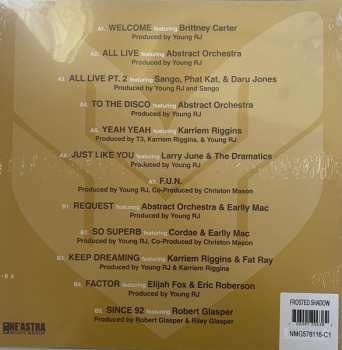 A1. WELCOME featuring Brittney Carter
Produced by Young RJ
A2. ALL LIVE featuring Abstract Orchestra
Produced by Young RJ
A3. ALL LIVE PT. 2 featuring Sango, Phat Kat, & Daru Jones
Produced by Young RJ and Sango
A4. TO THE DISCO featuring Abstract Orchestra
Produced by Young RJ
A5. YEAH YEAH featuring Karriem Riggins
Produced by T3, Karriem Riggins, & Young RJ
A6. JUST LIKE YOU featuring Larry June & The Dramatics
Produced by Young RJ
A7. F.U.N.
Produced by Young RJ, Co-Produced by Christon Mason
B1. REQUEST featuring Abstract Orchestra & Earlly Mac
Produced by Young RJ
B2. SO SUPERB featuring Cordae & Earlly Mac
Produced by Young RJ, Co-Produced by Christon Mason
B3. KEEP DREAMING featuring Karriem Riggins & Fat Ray
Produced by Young RJ & Karriem Riggins
B4. FACTOR featuring Elijah Fox & Eric Roberson
Produced by Young RJ
B5. SINCE 92 featuring Robert Glasper
Produced by Robert Glasper & Riley Glasper
NE'ASTRA
FROSTED SHADOW
NMG578116-C1